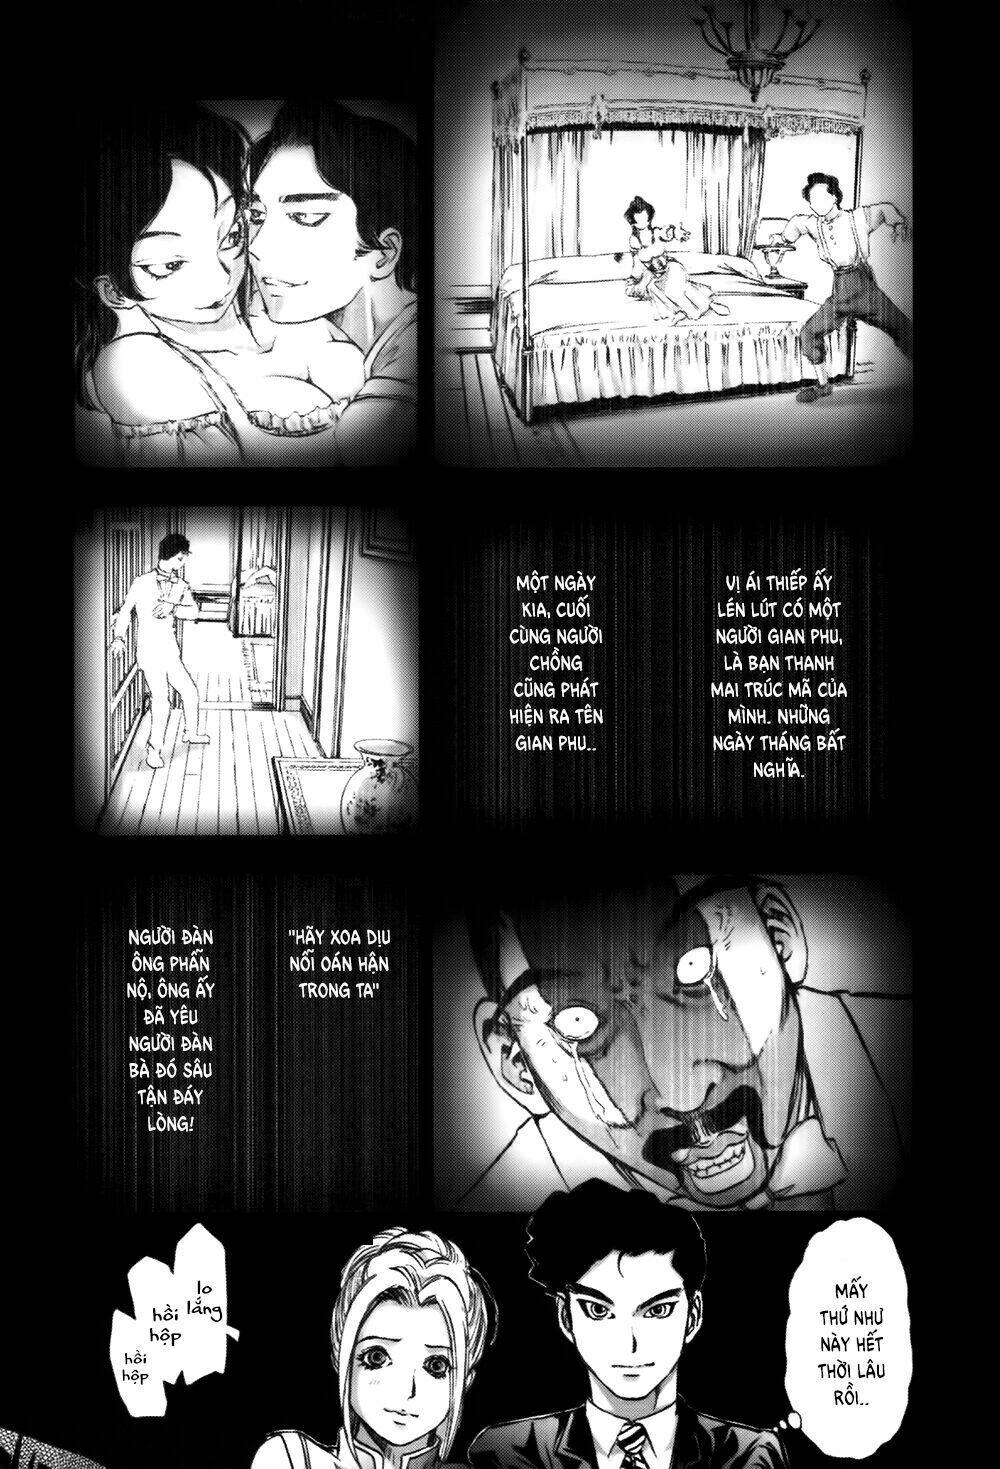 VỊ ÁI THIẾP ẤY
LÉN LÚT CÓ MỘT
NGƯỜI GIAN PHU,
LÀ BẠN THANH
MAI TRÚC MÃ CỦA
MÌNH. NHỮNG
NGÀY THÁNG BẤT
NGHĨA.
MỘT NGÀY
KIA, CUỐI
CÙNG NGƯỜI
CHỒNG
CŨNG PHÁT
HIỆN RA TÊN
GIAN PHU..
"HÃY XOA DỊU
NỖI OÁN HẬN
TRONG TA"
NGƯỜI ĐÀN
ÔNG PHẪN
NỘ, ÔNG ẤY
ĐÃ YÊU
NGƯỜI ĐÀN
BÀ ĐÓ SÂU
TẬN ĐÁY
LÒNG!
MẤY
THỨ NHƯ
NÀY HẾT
THỜI LÂU
RỒI..
lo
lắng
hồi
hộp
hồi
hộp